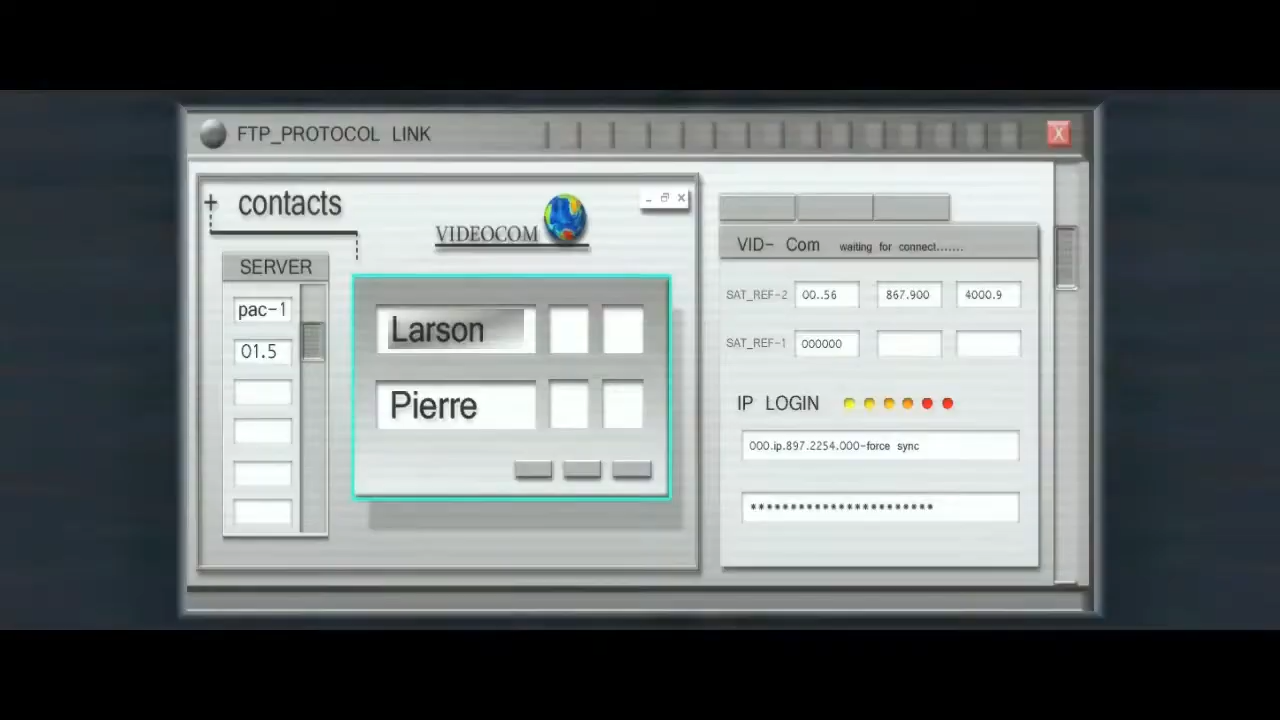 FTP_PROTOCOL LINK
X
+ contacts
VIDEOCOM
SERVER
pac-1
01.5
Larson
Pierre
VID- Com waiting for connect.......
SAT_REF-2 00..56 867.900 4000.9
SAT_REF-1 000000
IP LOGIN
000.ip.897.2254.000-force sync
***********************